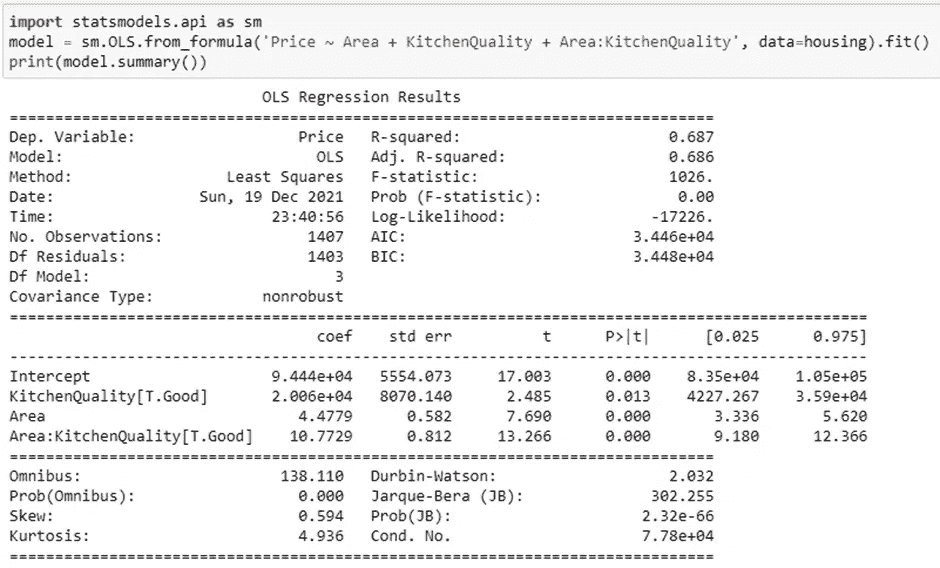 import statsmodels.api as sm
model = sm.OLS.from_formula('Price ~ Area + KitchenQuality + Area:KitchenQuality', data=housing).fit()
print(model.summary())
OLS Regression Results
==============================================================================
Dep. Variable: Price R-squared: 0.687
Model: OLS Adj. R-squared: 0.686
Method: Least Squares F-statistic: 1026.
Date: Sun, 19 Dec 2021 Prob (F-statistic): 0.00
Time: 23:40:56 Log-Likelihood: -17226.
No. Observations: 1407 AIC: 3.446e+04
Df Residuals: 1403 BIC: 3.448e+04
Df Model: 3
Covariance Type: nonrobust
===============================================================================================
coef std err t P>|t| [0.025 0.975]
-----------------------------------------------------------------------------------------------
Intercept 9.444e+04 5554.073 17.003 0.000 8.35e+04 1.05e+05
KitchenQuality[T.Good] 2.006e+04 8070.140 2.485 0.013 4227.267 3.59e+04
Area 4.4779 0.582 7.690 0.000 3.336 5.620
Area:KitchenQuality[T.Good] 10.7729 0.812 13.266 0.000 9.180 12.366
==============================================================================
Omnibus: 138.110 Durbin-Watson: 2.032
Prob(Omnibus): 0.000 Jarque-Bera (JB): 302.255
Skew: 0.594 Prob(JB): 2.32e-66
Kurtosis: 4.936 Cond. No. 7.78e+04
==============================================================================